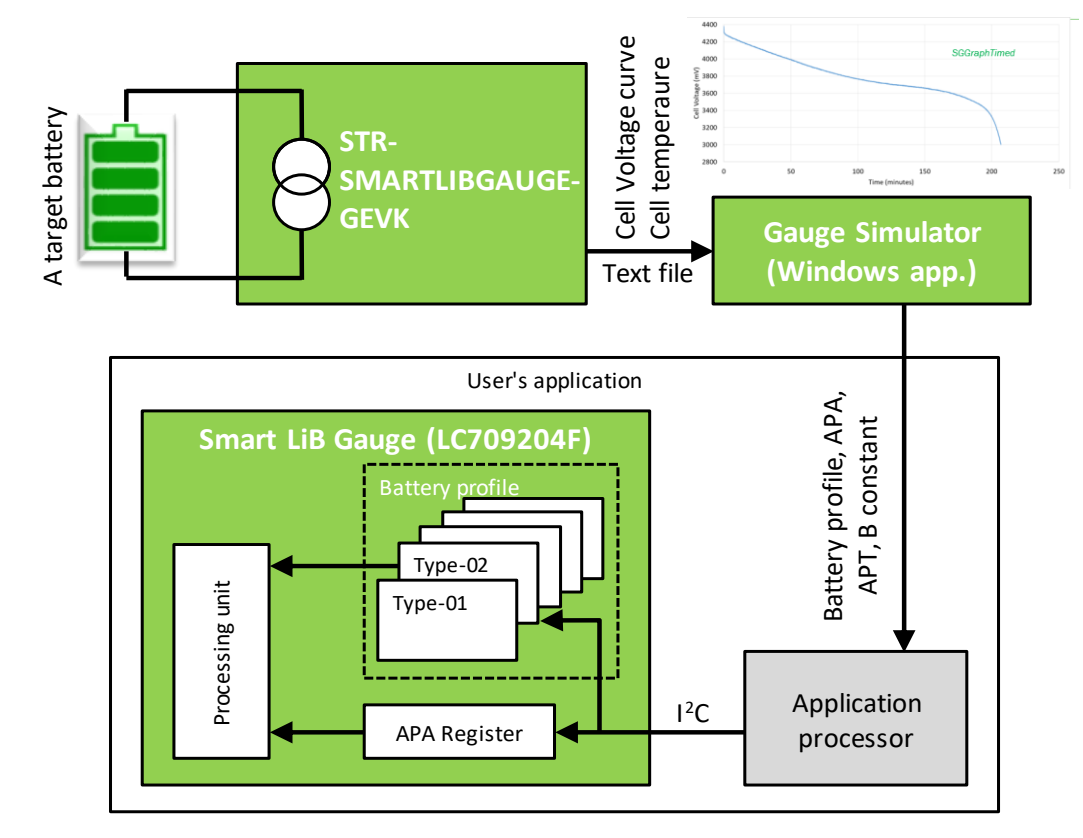 A target battery
STR-
SMARTLIBGAUGE-
GEVK
Cell Voltage curve
Cell temperaure
Text file
4400
4200
4000
3800
3600
3400
3200
3000
2800
Cell Voltage (mV)
SGGraphTimed
0
50
100
150
200
250
Time (minutes)
Gauge Simulator
(Windows app.)
User's application
Battery profile, APA,
APT, B constant
Smart LiB Gauge (LC709204F)
Battery profile
Type-02
Type-01
Processing unit
APA Register
I²C
Application
processor